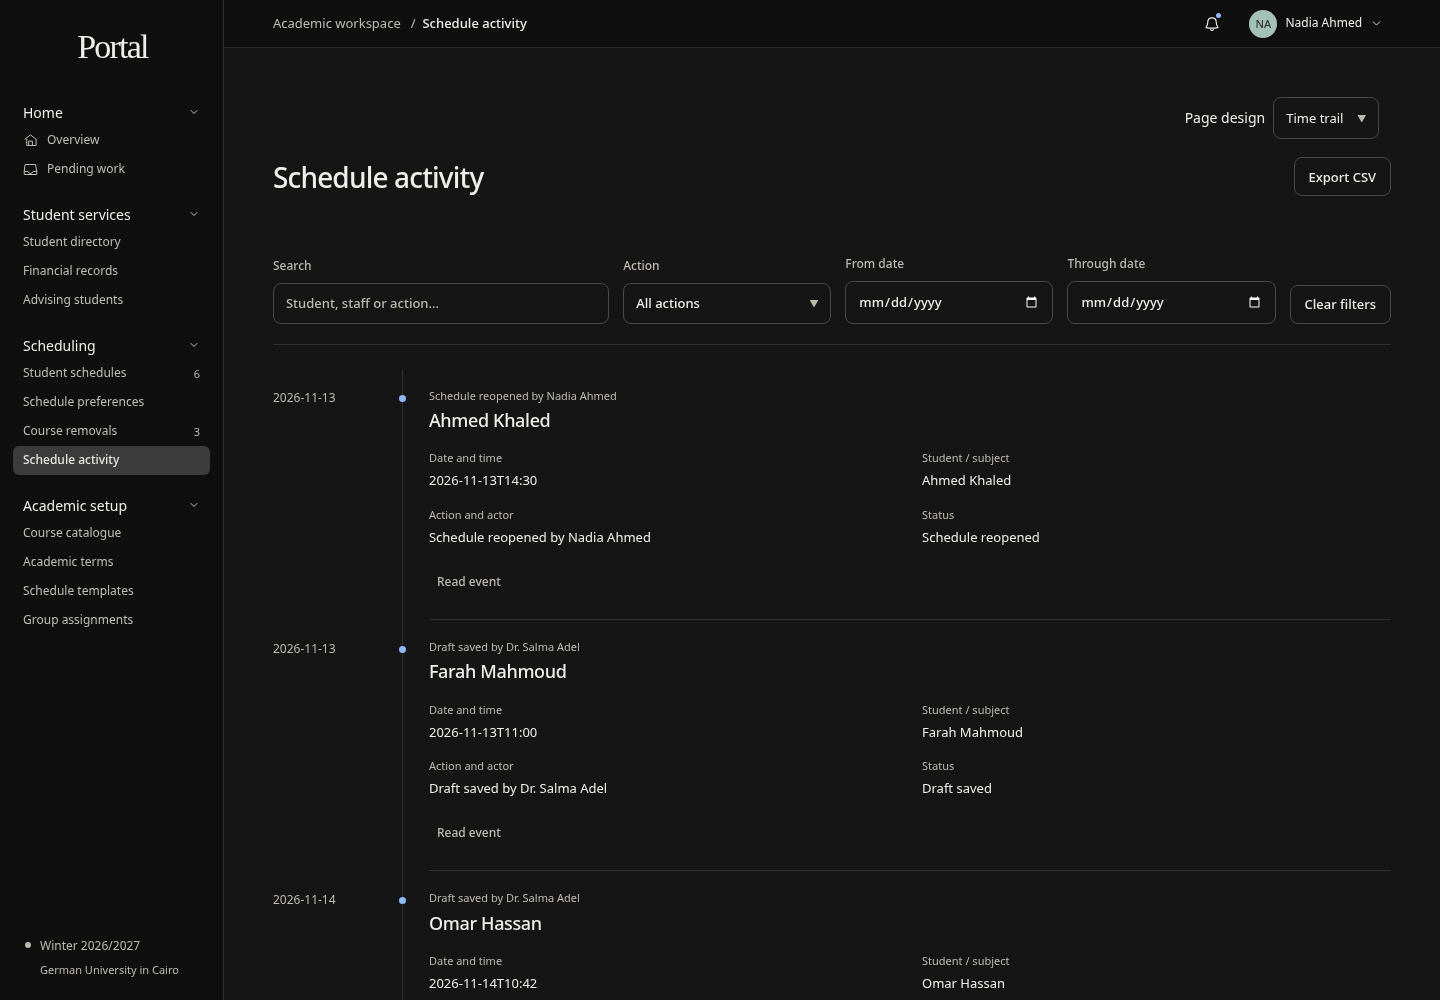 Portal
Home
Overview
Pending work
Student services
Student directory
Financial records
Advising students
Scheduling
Student schedules 6
Schedule preferences
Course removals 3
Schedule activity
Academic setup
Course catalogue
Academic terms
Schedule templates
Group assignments
Winter 2026/2027
German University in Cairo
Academic workspace / Schedule activity
NA Nadia Ahmed
Page design Time trail
Schedule activity
Export CSV
Search Action From date Through date
Student, staff or action... All actions mm/dd/yyyy mm/dd/yyyy Clear filters
2026-11-13
Schedule reopened by Nadia Ahmed
Ahmed Khaled
Date and time Student / subject
2026-11-13T14:30 Ahmed Khaled
Action and actor Status
Schedule reopened by Nadia Ahmed Schedule reopened
Read event
2026-11-13
Draft saved by Dr. Salma Adel
Farah Mahmoud
Date and time Student / subject
2026-11-13T11:00 Farah Mahmoud
Action and actor Status
Draft saved by Dr. Salma Adel Draft saved
Read event
2026-11-14
Draft saved by Dr. Salma Adel
Omar Hassan
Date and time Student / subject
2026-11-14T10:42 Omar Hassan